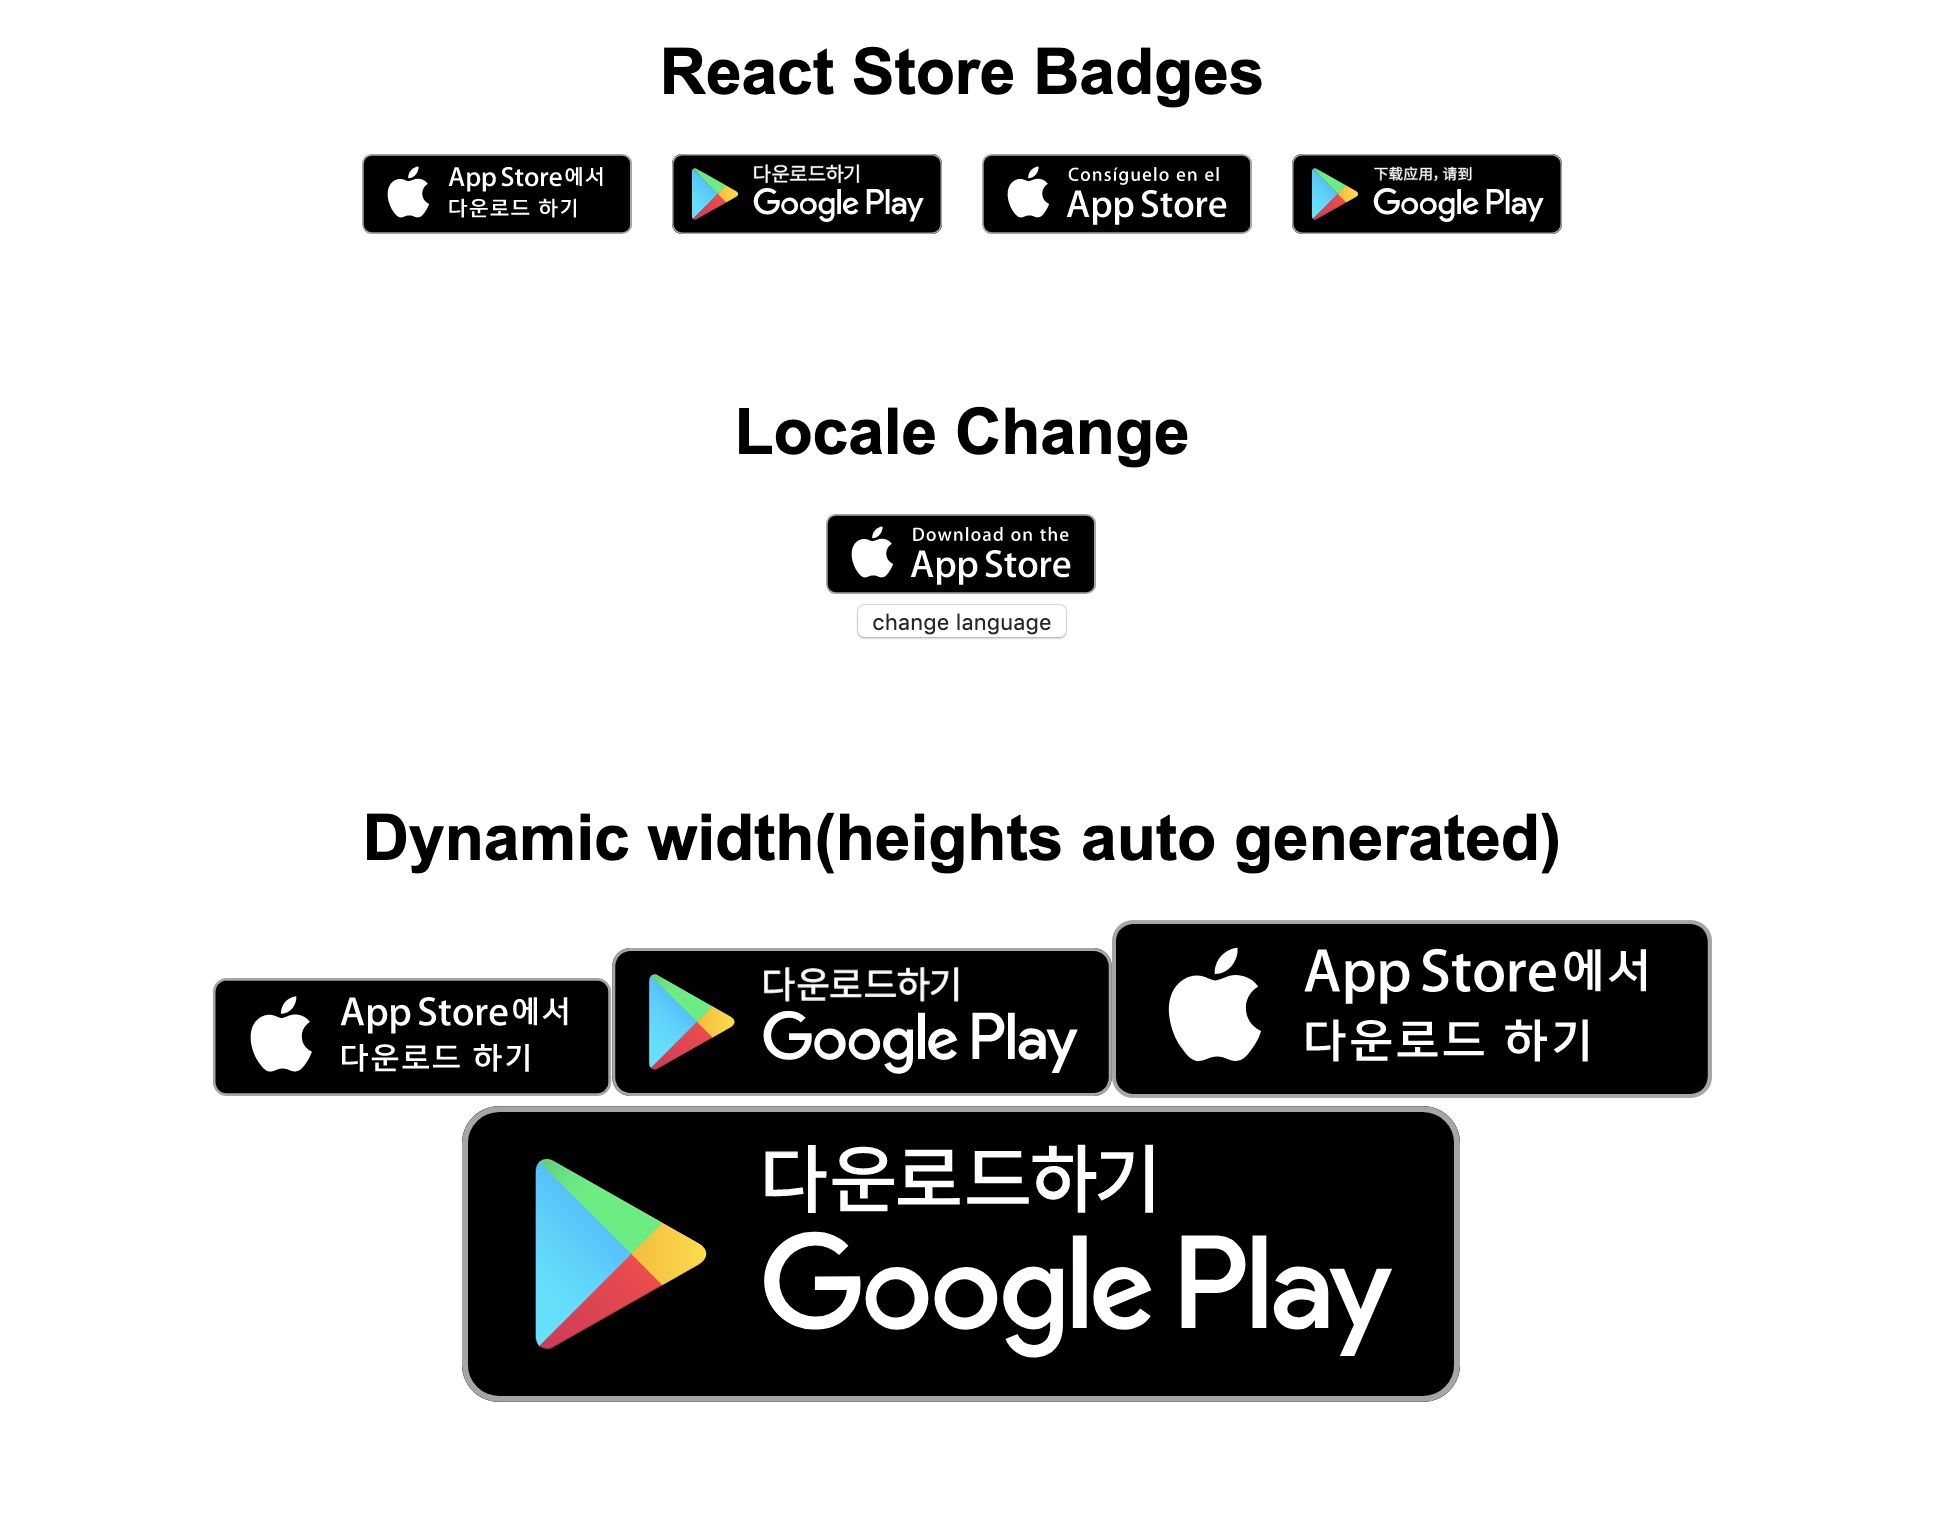 React Store Badges
App Store에서
다운로드 하기
다운로드하기
Google Play
Consíguelo en el
App Store
下载应用，请到
Google Play
Locale Change
Download on the
App Store
change language
Dynamic width(heights auto generated)
App Store에서
다운로드 하기
다운로드하기
Google Play
App Store에서
다운로드 하기
다운로드하기
Google Play